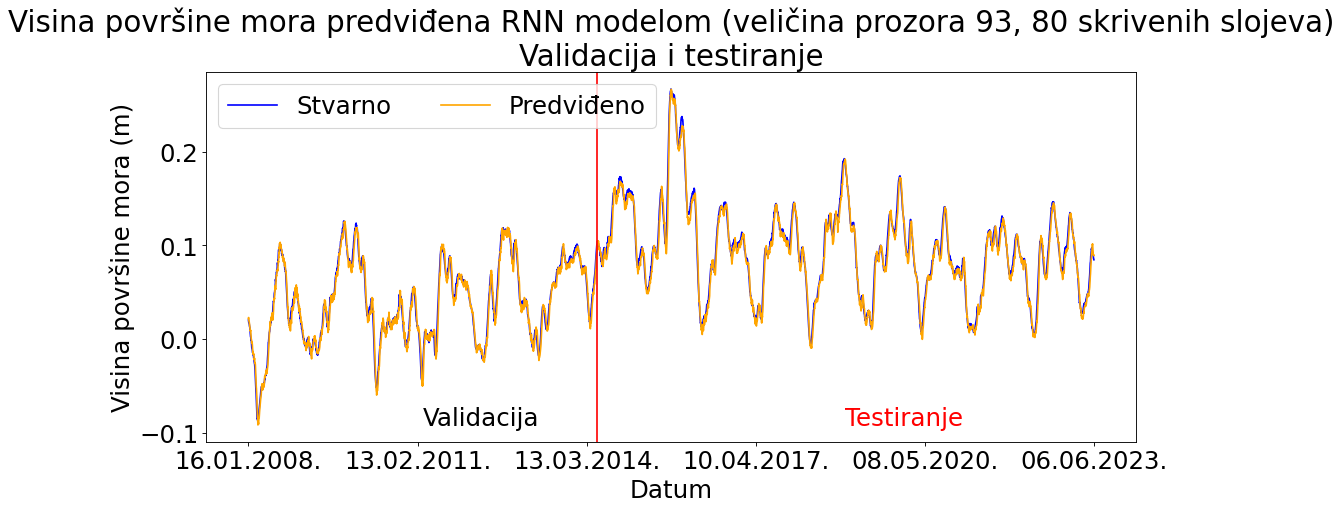 Visina površine mora predviđena RNN modelom (veličina prozora 93, 80 skrivenih slojeva)
Validacija i testiranje
Stvarno
Predviđeno
Visina površine mora (m)
0.2
0.1
0.0
−0.1
Validacija
Testiranje
16.01.2008.
13.02.2011.
13.03.2014.
10.04.2017.
08.05.2020.
06.06.2023.
Datum